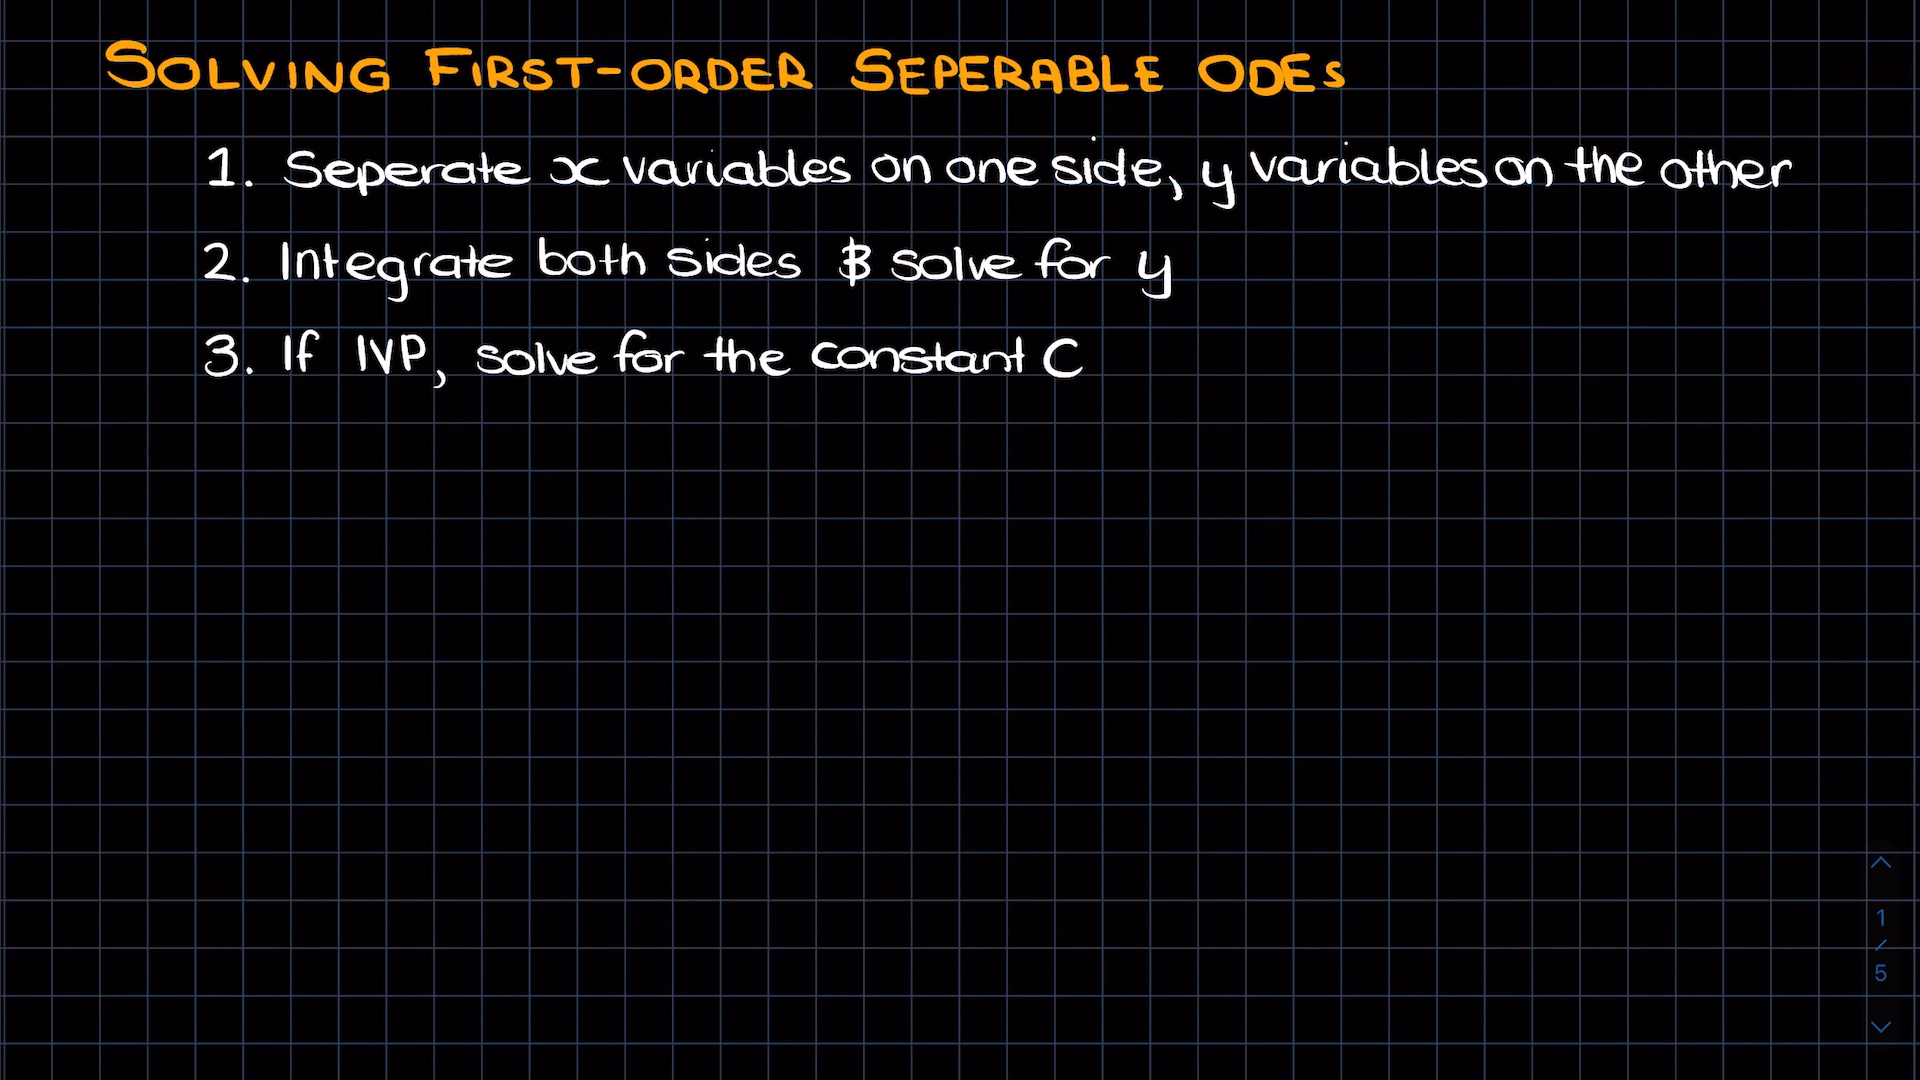 SOLVING FIRST-ORDER SEPERABLE ODEs
1. Seperate x variables on one side, y variables on the other
2. Integrate both sides & solve for y
3. If IVP, solve for the constant C
1
/
5